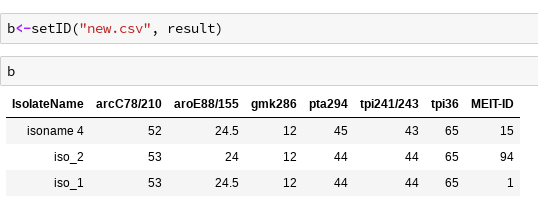 b<-setID("new.csv", result)
b
IsolateName arcC78/210 aroE88/155 gmk286 pta294 tpi241/243 tpi36 MEIT-ID
isoname 4 52 24.5 12 45 43 65 15
iso_2 53 24 12 44 44 65 94
iso_1 53 24.5 12 44 44 65 1